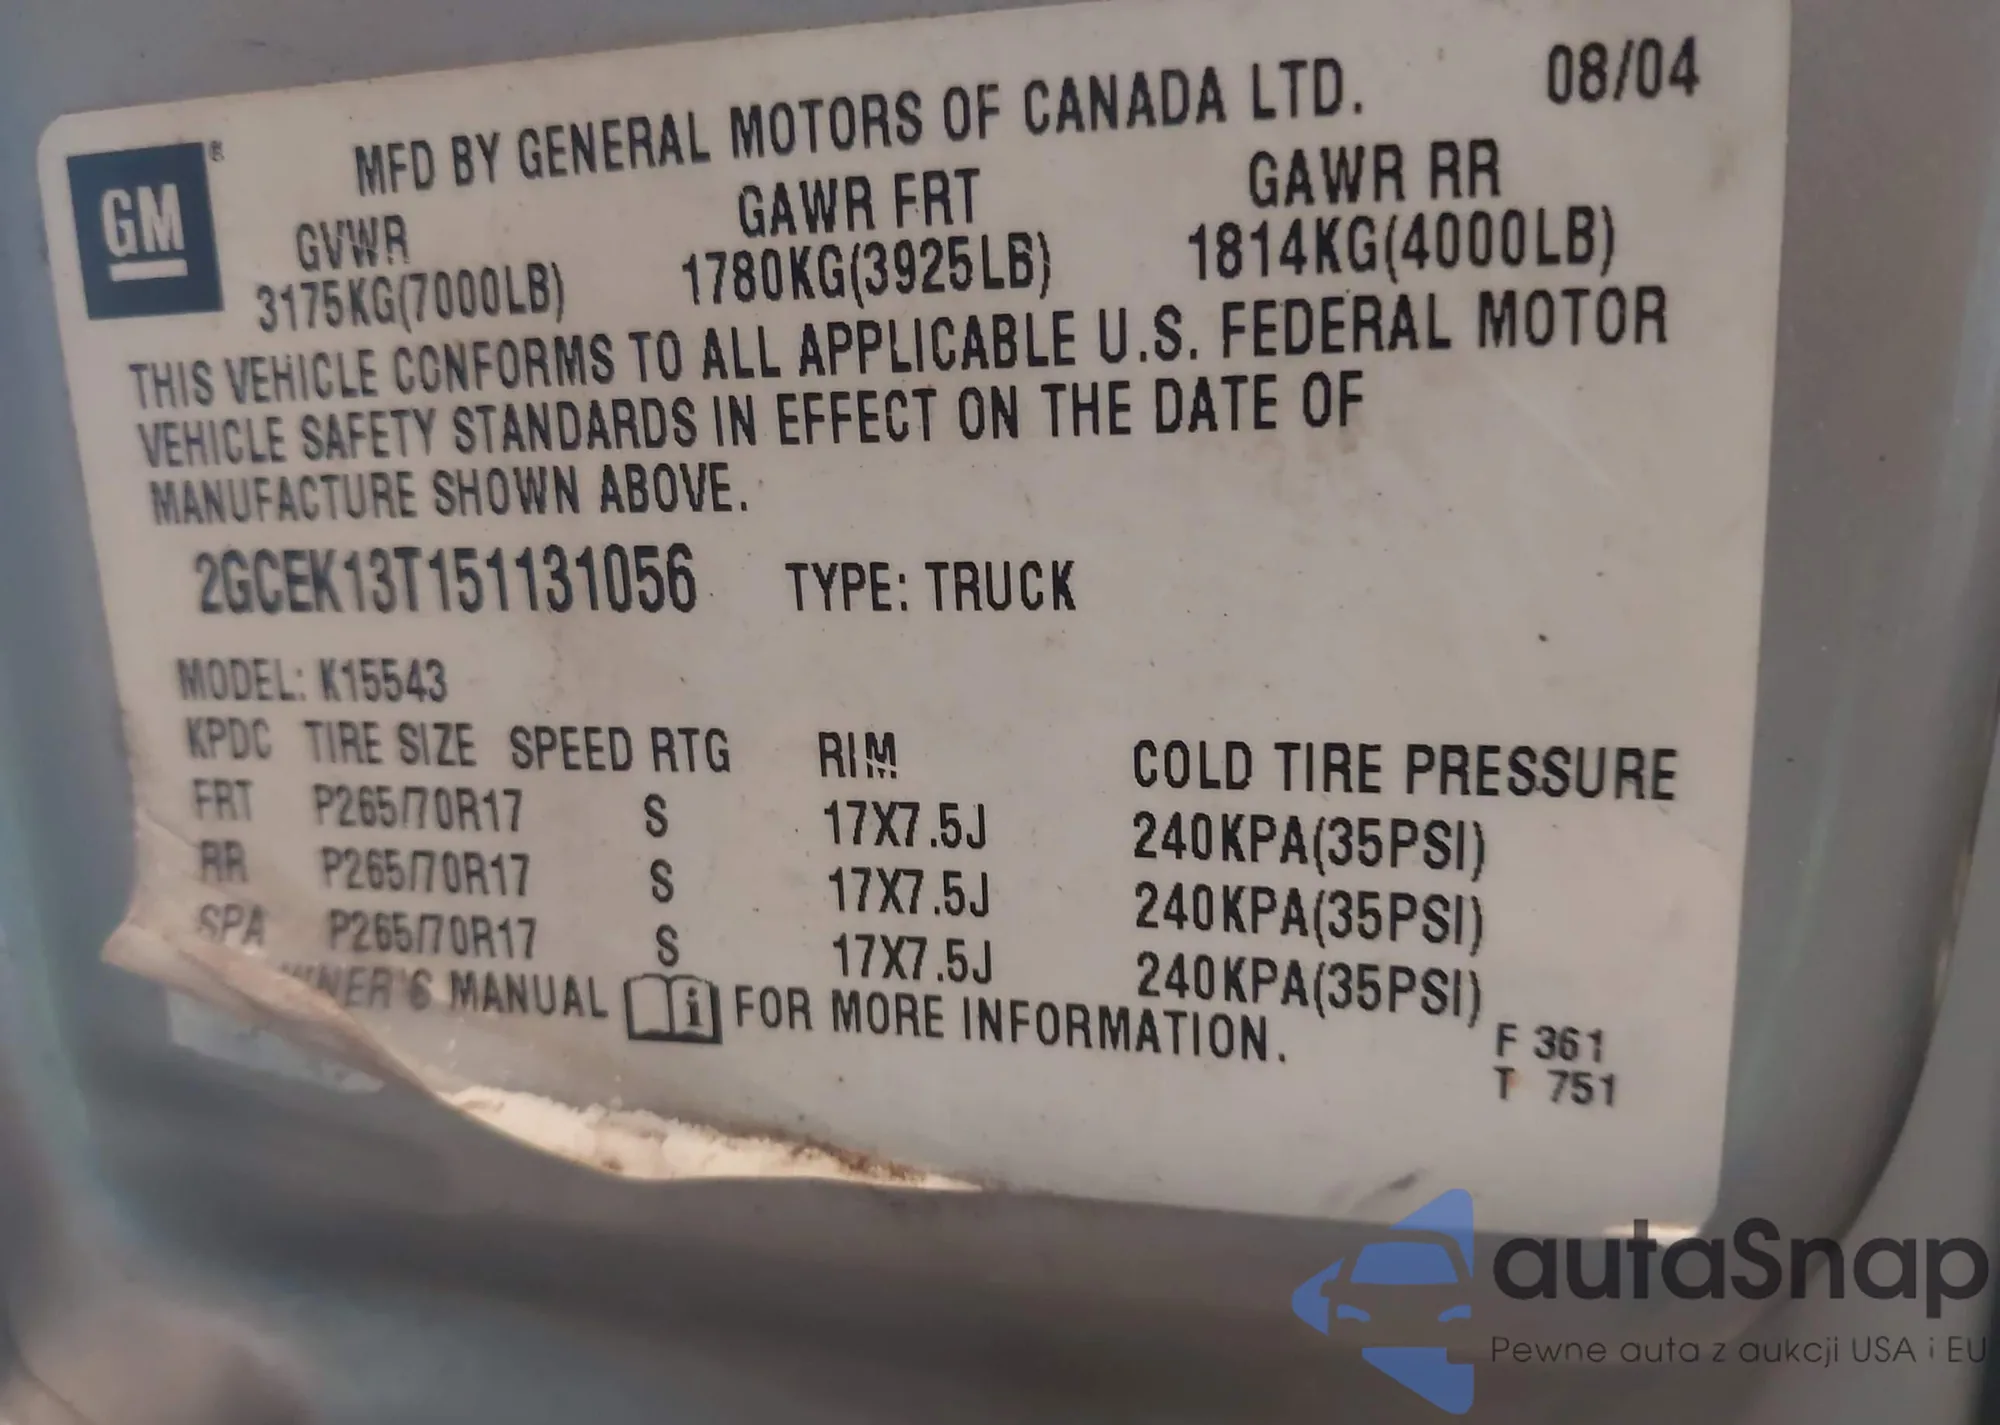 08/04
GM®
MFD BY GENERAL MOTORS OF CANADA LTD.
GVWR GAWR FRT GAWR RR
3175KG(7000LB) 1780KG(3925LB) 1814KG(4000LB)
THIS VEHICLE CONFORMS TO ALL APPLICABLE U.S. FEDERAL MOTOR
VEHICLE SAFETY STANDARDS IN EFFECT ON THE DATE OF
MANUFACTURE SHOWN ABOVE.
2GCEK13T151131056 TYPE: TRUCK
MODEL: K15543
KPDC TIRE SIZE SPEED RTG RIM COLD TIRE PRESSURE
FRT P265/70R17 S 17X7.5J 240KPA(35PSI)
RR P265/70R17 S 17X7.5J 240KPA(35PSI)
SPA P265/70R17 S 17X7.5J 240KPA(35PSI)
WNER'S MANUAL i FOR MORE INFORMATION.
F 361
T 751
autaSnap
Pewne auta z aukcji USA i EU